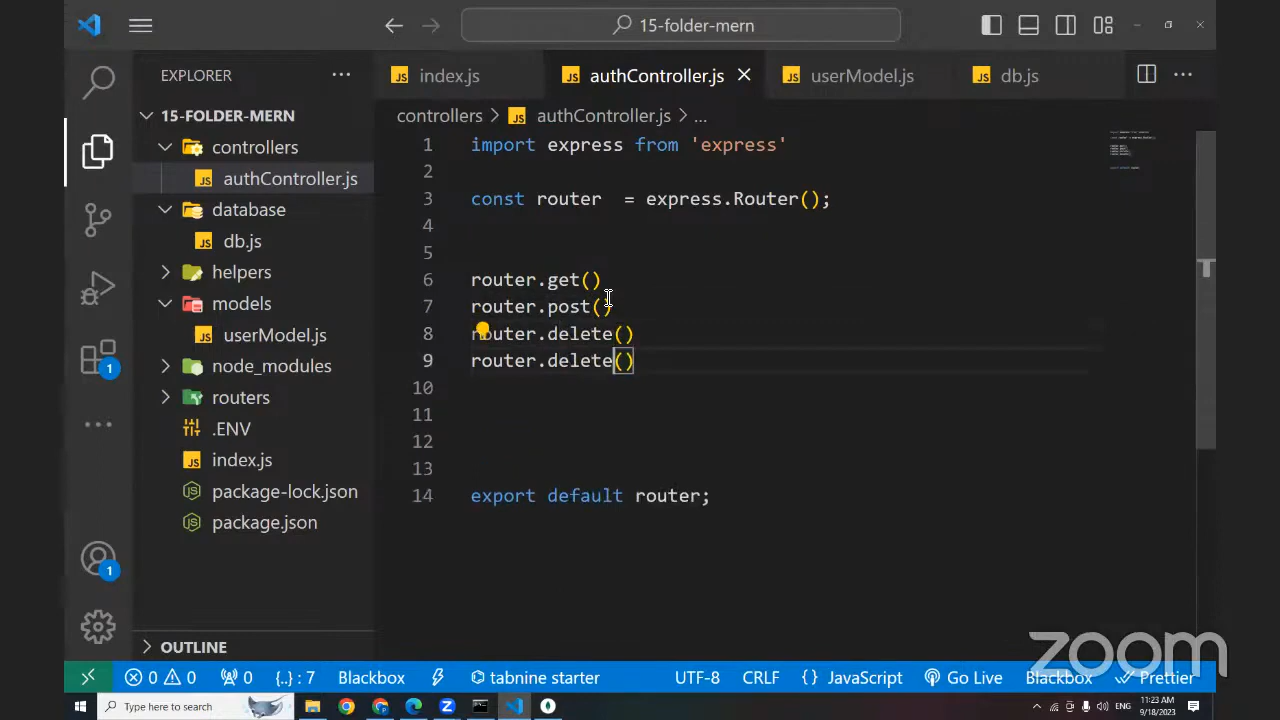 15-folder-mern
EXPLORER
index.js
authController.js
userModel.js
db.js
15-FOLDER-MERN
controllers
authController.js
database
db.js
helpers
models
userModel.js
node_modules
routers
.ENV
index.js
package-lock.json
package.json
OUTLINE
1
1
controllers > authController.js > ...
1 import express from 'express'
2
3 const router  = express.Router();
4
5
6 router.get()
7 router.post()
8 router.delete()
9 router.delete()
10
11
12
13
14 export default router;
zoom
0 0 0 {..} : 7 Blackbox tabnine starter UTF-8 CRLF {} JavaScript Go Live Blackbox Prettier
Type here to search
ENG
11:23 AM
9/18/2023